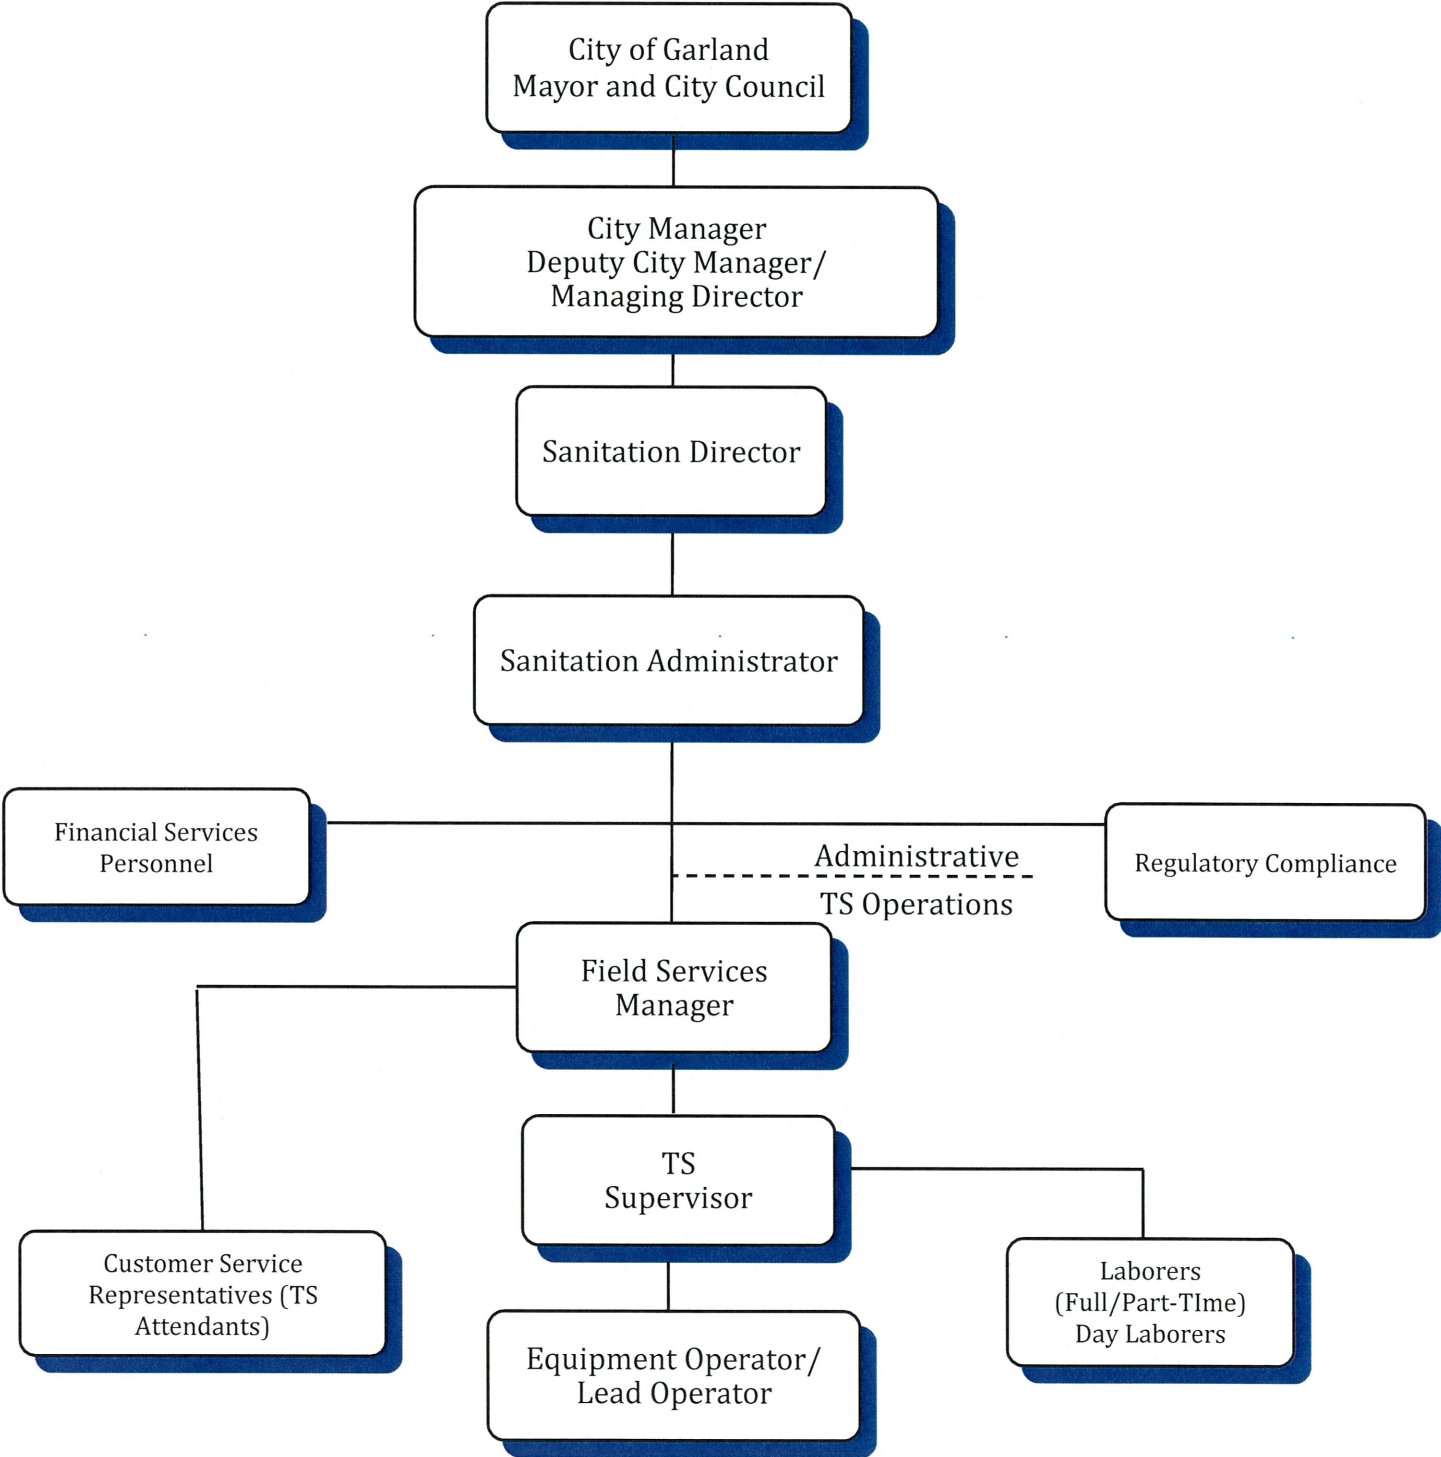 City of Garland
Mayor and City Council
City Manager
Deputy City Manager/
Managing Director
Sanitation Director
Sanitation Administrator
Financial Services
Personnel
Regulatory Compliance
Administrative
TS Operations
Field Services
Manager
TS
Supervisor
Customer Service
Representatives (TS
Attendants)
Laborers
(Full/Part-TIme)
Day Laborers
Equipment Operator/
Lead Operator